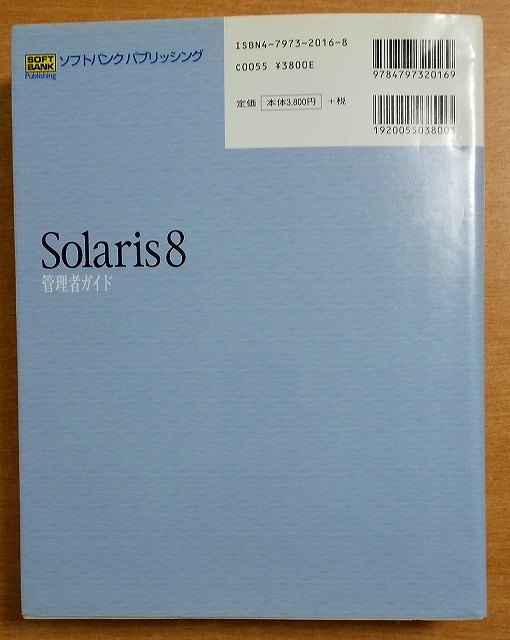 SOFT
BANK
Publishing
ソフトバンク パブリッシング
ISBN4-7973-2016-8
C0055 ¥3800E
9784797320169
定価 本体3,800円 +税
1920055038003
Solaris 8
管理者ガイド